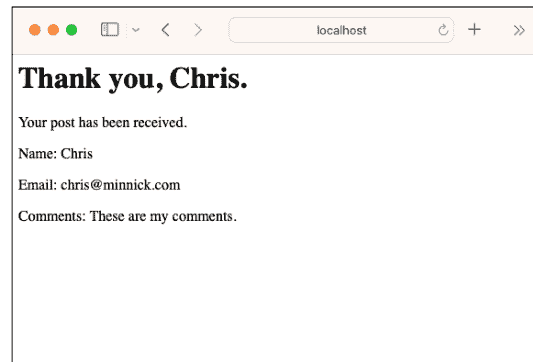 localhost
Thank you, Chris.
Your post has been received.
Name: Chris
Email: chris@minnick.com
Comments: These are my comments.